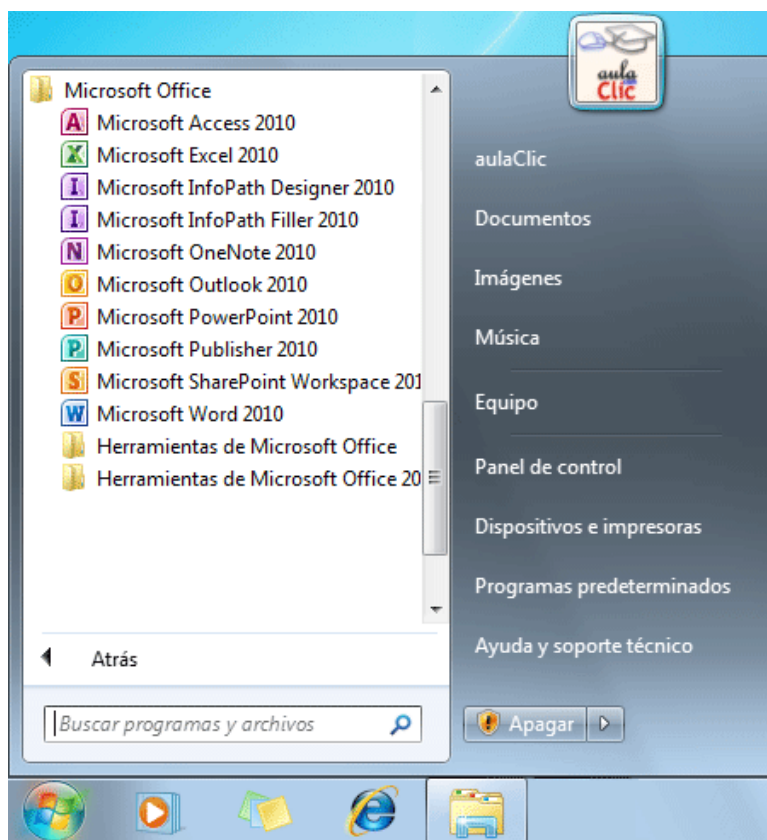 aula
Clic
Microsoft Office
Microsoft Access 2010
Microsoft Excel 2010
Microsoft InfoPath Designer 2010
Microsoft InfoPath Filler 2010
Microsoft OneNote 2010
Microsoft Outlook 2010
Microsoft PowerPoint 2010
Microsoft Publisher 2010
Microsoft SharePoint Workspace 201
Microsoft Word 2010
Herramientas de Microsoft Office
Herramientas de Microsoft Office 20
Atrás
Buscar programas y archivos
aulaClic
Documentos
Imágenes
Música
Equipo
Panel de control
Dispositivos e impresoras
Programas predeterminados
Ayuda y soporte técnico
Apagar